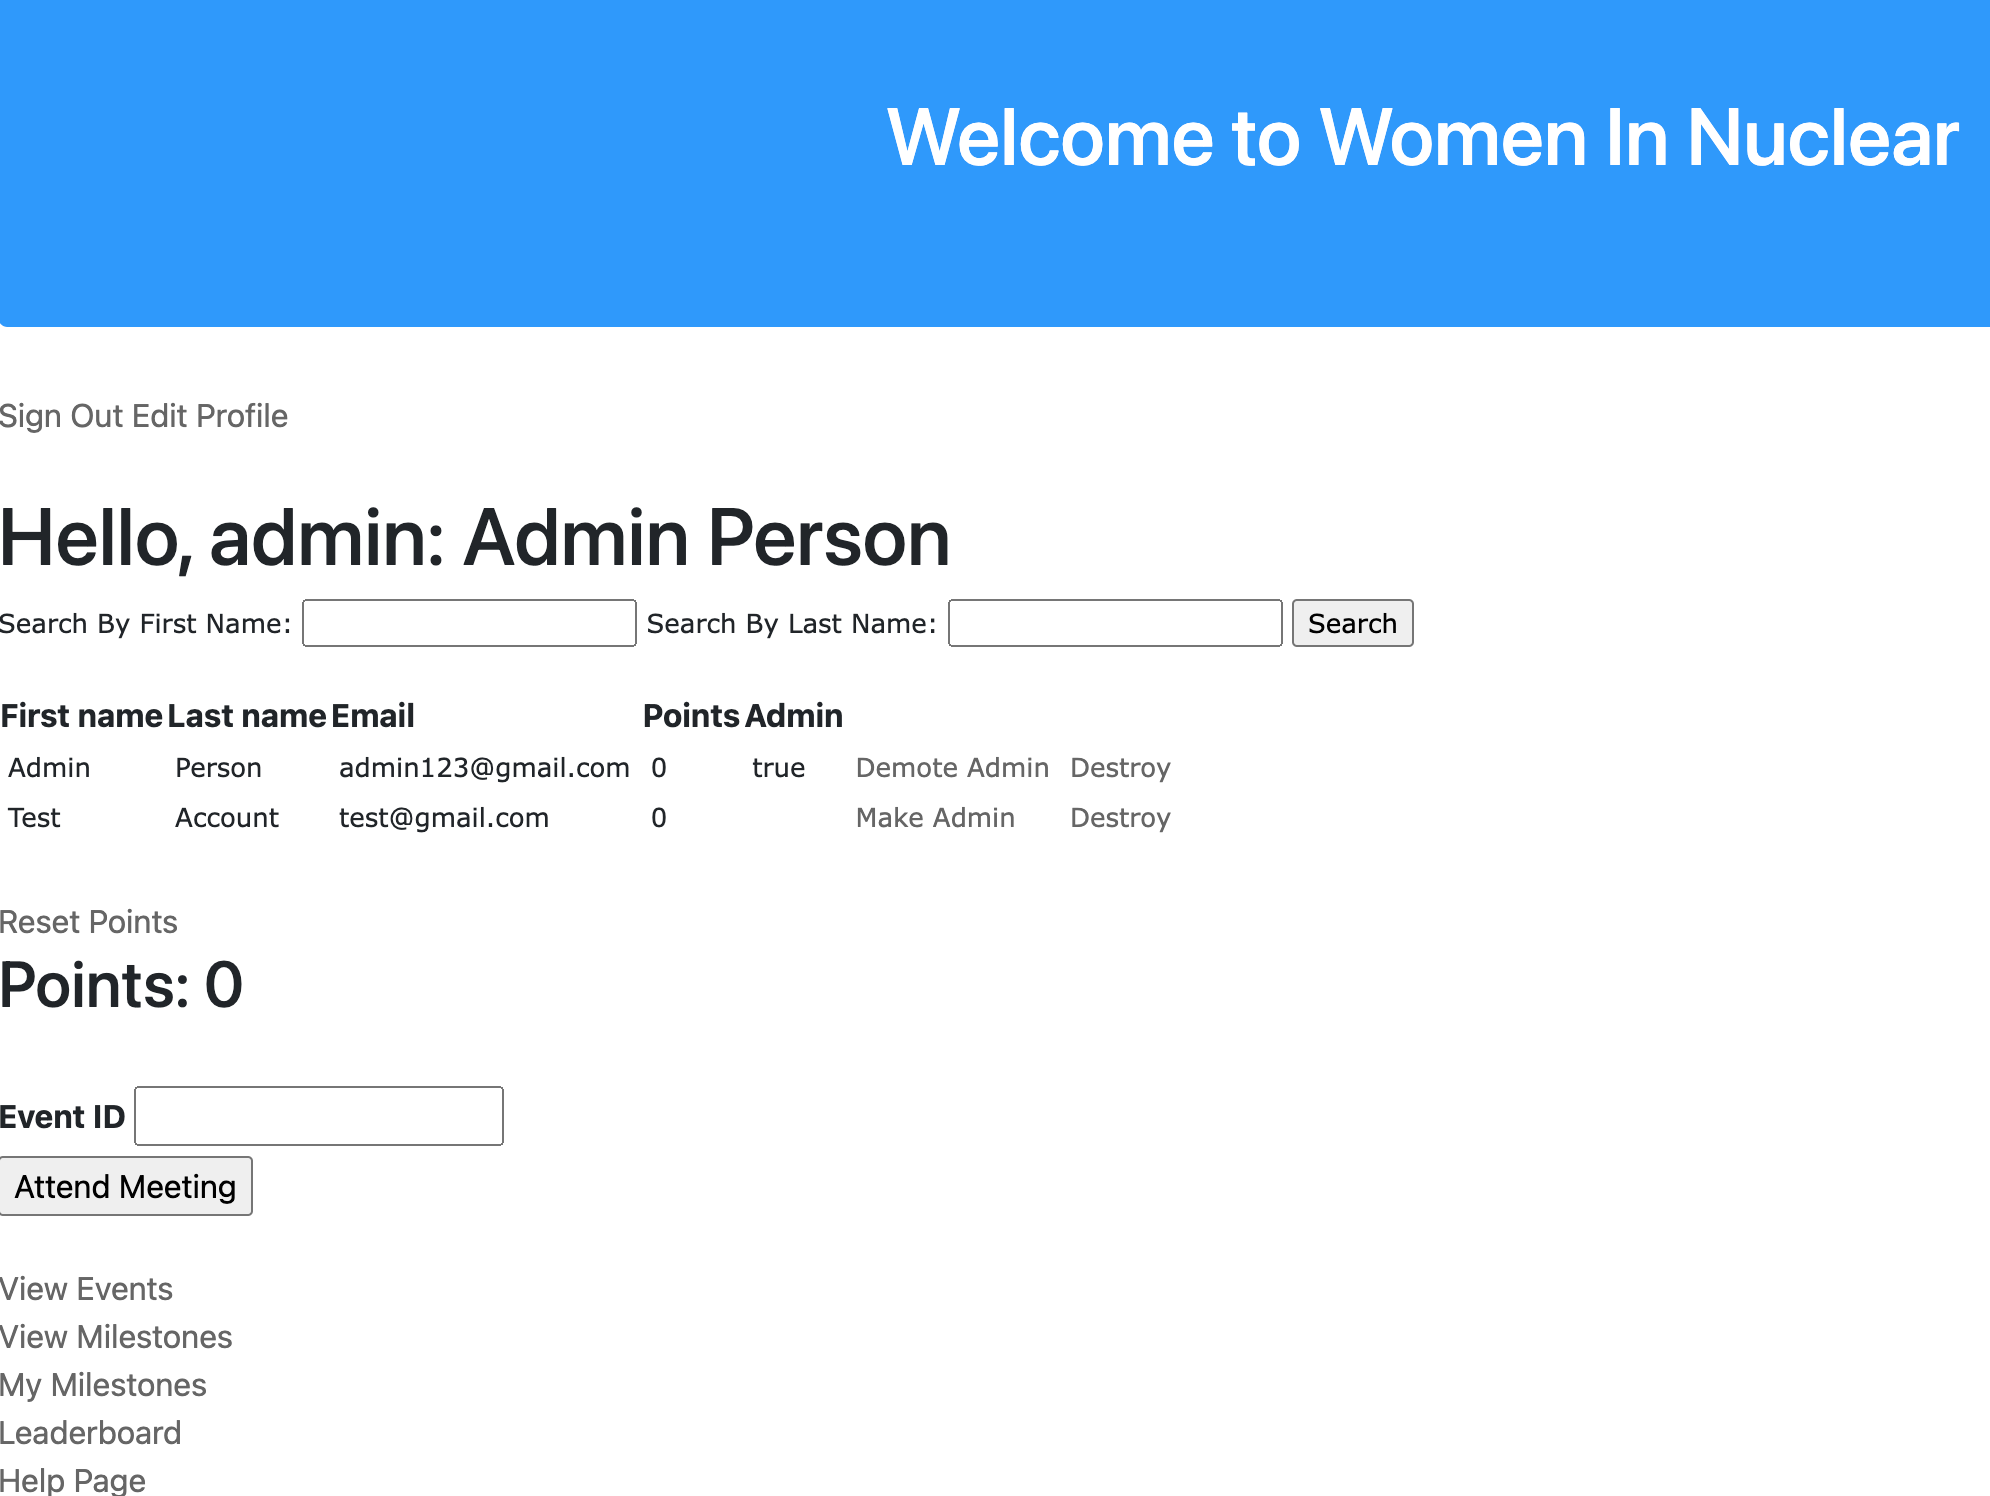 Welcome to Women In Nuclear
Sign Out Edit Profile
Hello, admin: Admin Person
Search By First Name: Search By Last Name: Search
First name Last name Email Points Admin
Admin Person admin123@gmail.com 0 true Demote Admin Destroy
Test Account test@gmail.com 0 Make Admin Destroy
Reset Points
Points: 0
Event ID
Attend Meeting
View Events
View Milestones
My Milestones
Leaderboard
Help Page